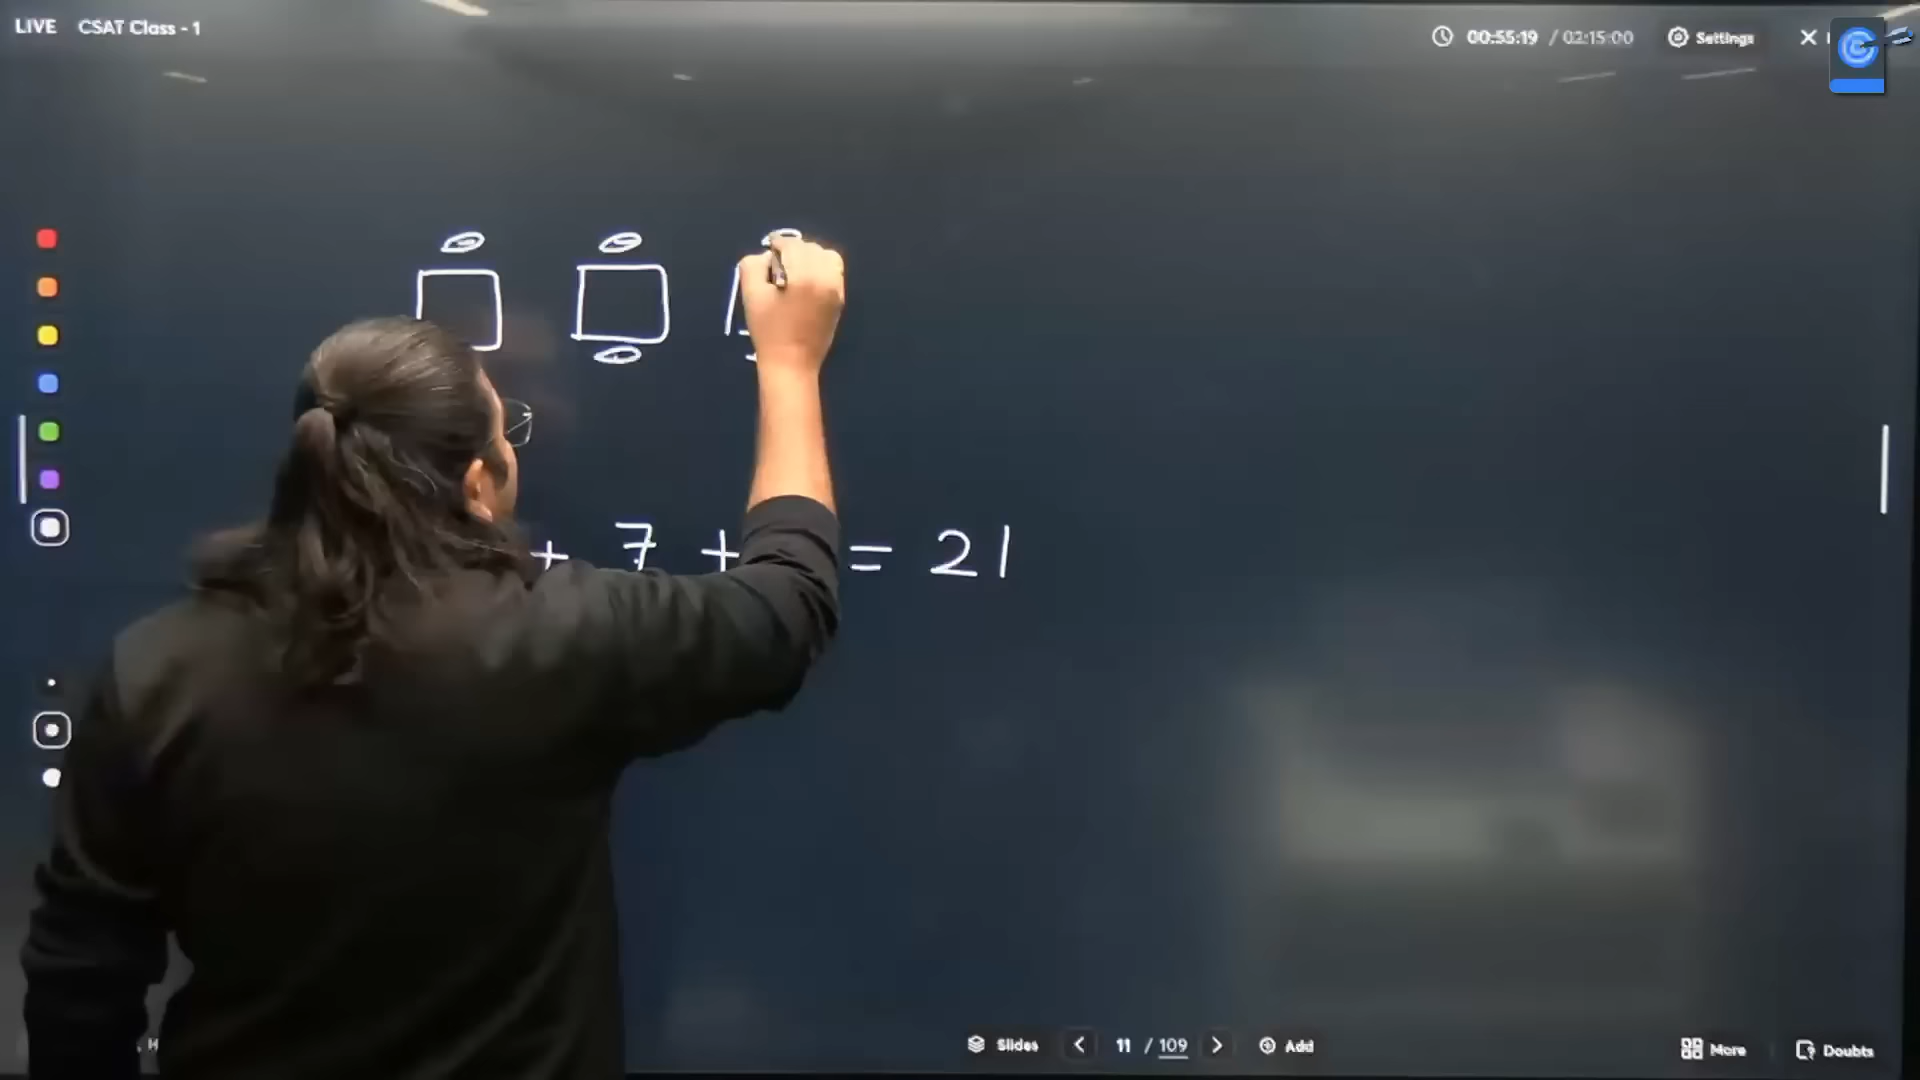 LIVE CSAT Class - 1
00:55:19 / 02:15:00 Settings
+ 7 + = 21
Slides 11 / 109 Add
More Doubts